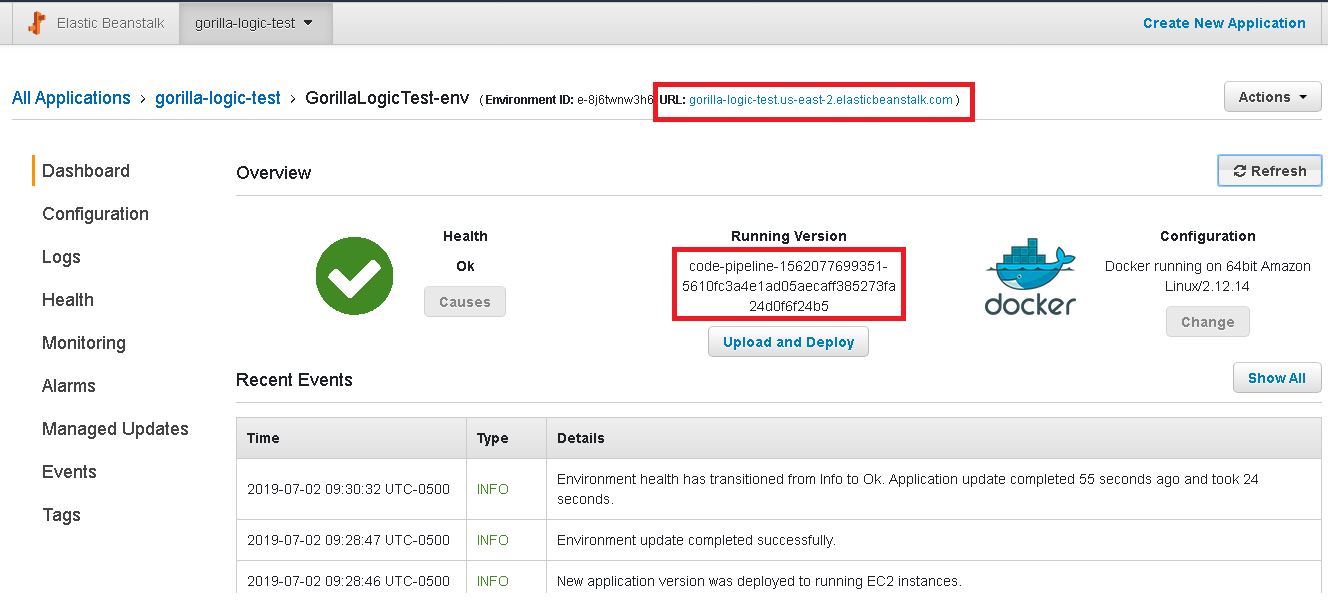 Elastic Beanstalk gorilla-logic-test Create New Application
All Applications › gorilla-logic-test › GorillaLogicTest-env ( Environment ID: e-8j6twnw3h6 URL: gorilla-logic-test.us-east-2.elasticbeanstalk.com ) Actions
Dashboard
Configuration
Logs
Health
Monitoring
Alarms
Managed Updates
Events
Tags
Overview
Refresh
Health
Ok
Causes
Running Version
code-pipeline-1562077699351-
5610fc3a4e1ad05aecaff385273fa
24d0f6f24b5
Upload and Deploy
docker
Configuration
Docker running on 64bit Amazon
Linux/2.12.14
Change
Recent Events
Show All
Time Type Details
2019-07-02 09:30:32 UTC-0500 INFO Environment health has transitioned from Info to Ok. Application update completed 55 seconds ago and took 24
seconds.
2019-07-02 09:28:47 UTC-0500 INFO Environment update completed successfully.
2019-07-02 09:28:46 UTC-0500 INFO New application version was deployed to running EC2 instances.